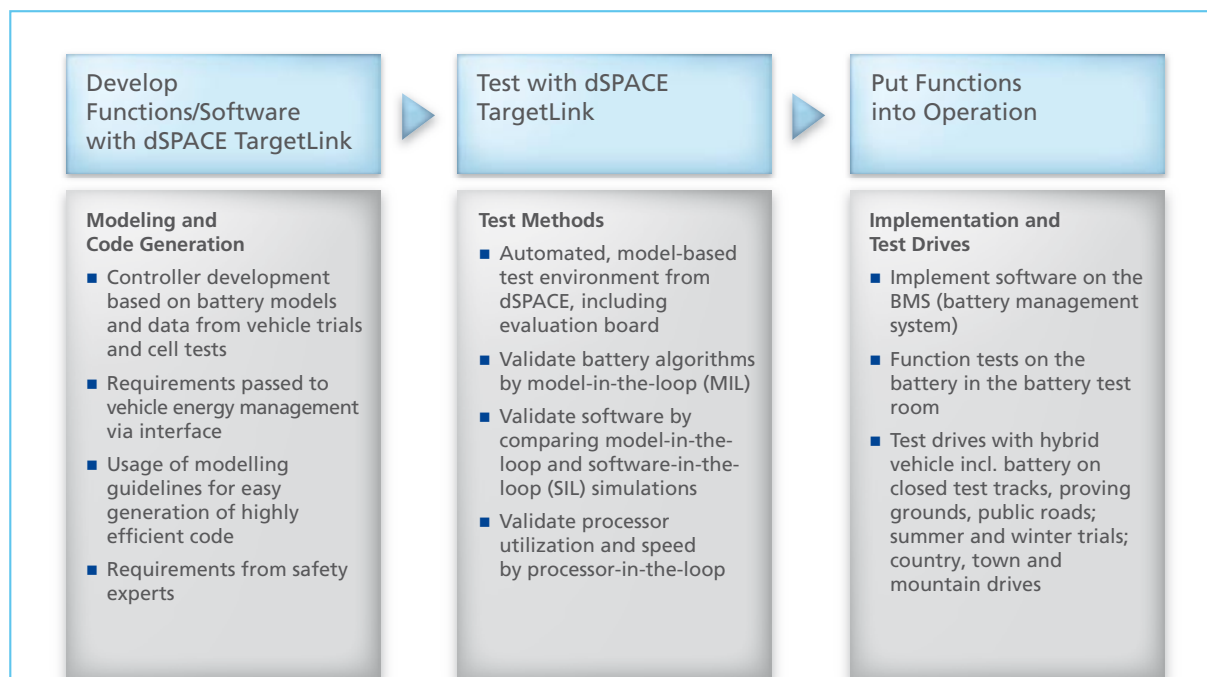 Develop
Functions/Software
with dSPACE TargetLink
Test with dSPACE
TargetLink
Put Functions
into Operation
Modeling and
Code Generation
■ Controller development
based on battery models
and data from vehicle trials
and cell tests
■ Requirements passed to
vehicle energy management
via interface
■ Usage of modelling
guidelines for easy
generation of highly
efficient code
■ Requirements from safety
experts
Test Methods
■ Automated, model-based
test environment from
dSPACE, including
evaluation board
■ Validate battery algorithms
by model-in-the-loop (MIL)
■ Validate software by
comparing model-in-the-
loop and software-in-the-
loop (SIL) simulations
■ Validate processor
utilization and speed
by processor-in-the-loop
Implementation and
Test Drives
■ Implement software on the
BMS (battery management
system)
■ Function tests on the
battery in the battery test
room
■ Test drives with hybrid
vehicle incl. battery on
closed test tracks, proving
grounds, public roads;
summer and winter trials;
country, town and
mountain drives